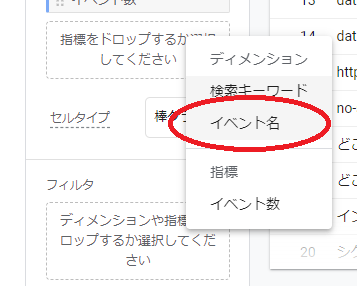 イベント数
指標をドロップするか選択
してください
セルタイプ
棒グ
フィルタ
ディメンションや指標
ロップするか選択してくだ
さい
ディメンション
検索キーワード
イベント名
指標
イベント数
13 dat
14 dat
http
no-
どこ
どこ
イン
20 シク